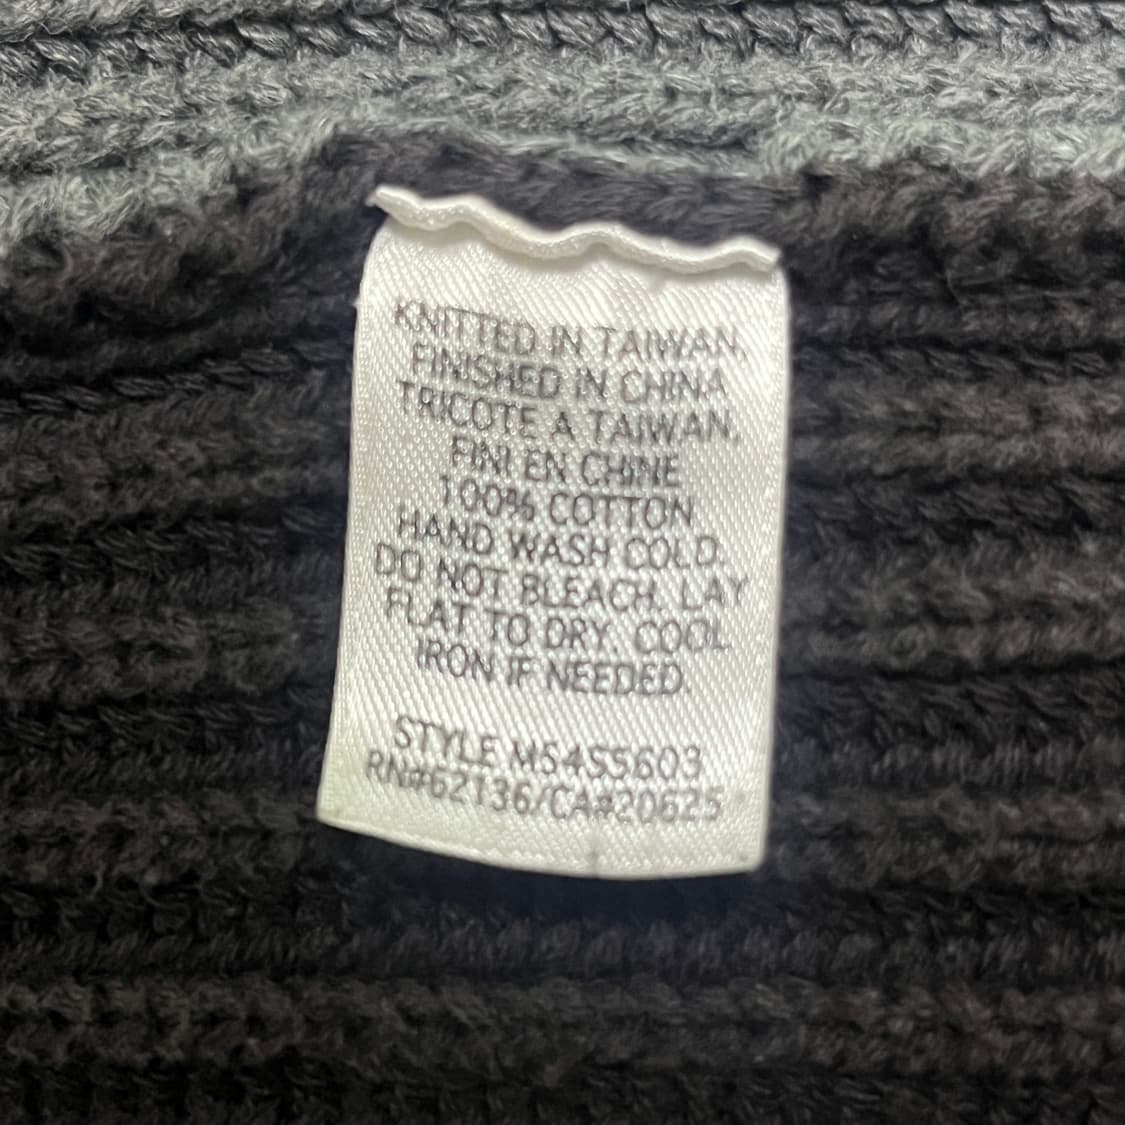 KNITTED IN TAIWAN,
FINISHED IN CHINA
TRICOTE A TAIWAN,
FINI EN CHINE
100% COTTON
HAND WASH COLD.
DO NOT BLEACH. LAY
FLAT TO DRY. COOL
IRON IF NEEDED.
STYLE M54S5603
RN#62136/CA#20625